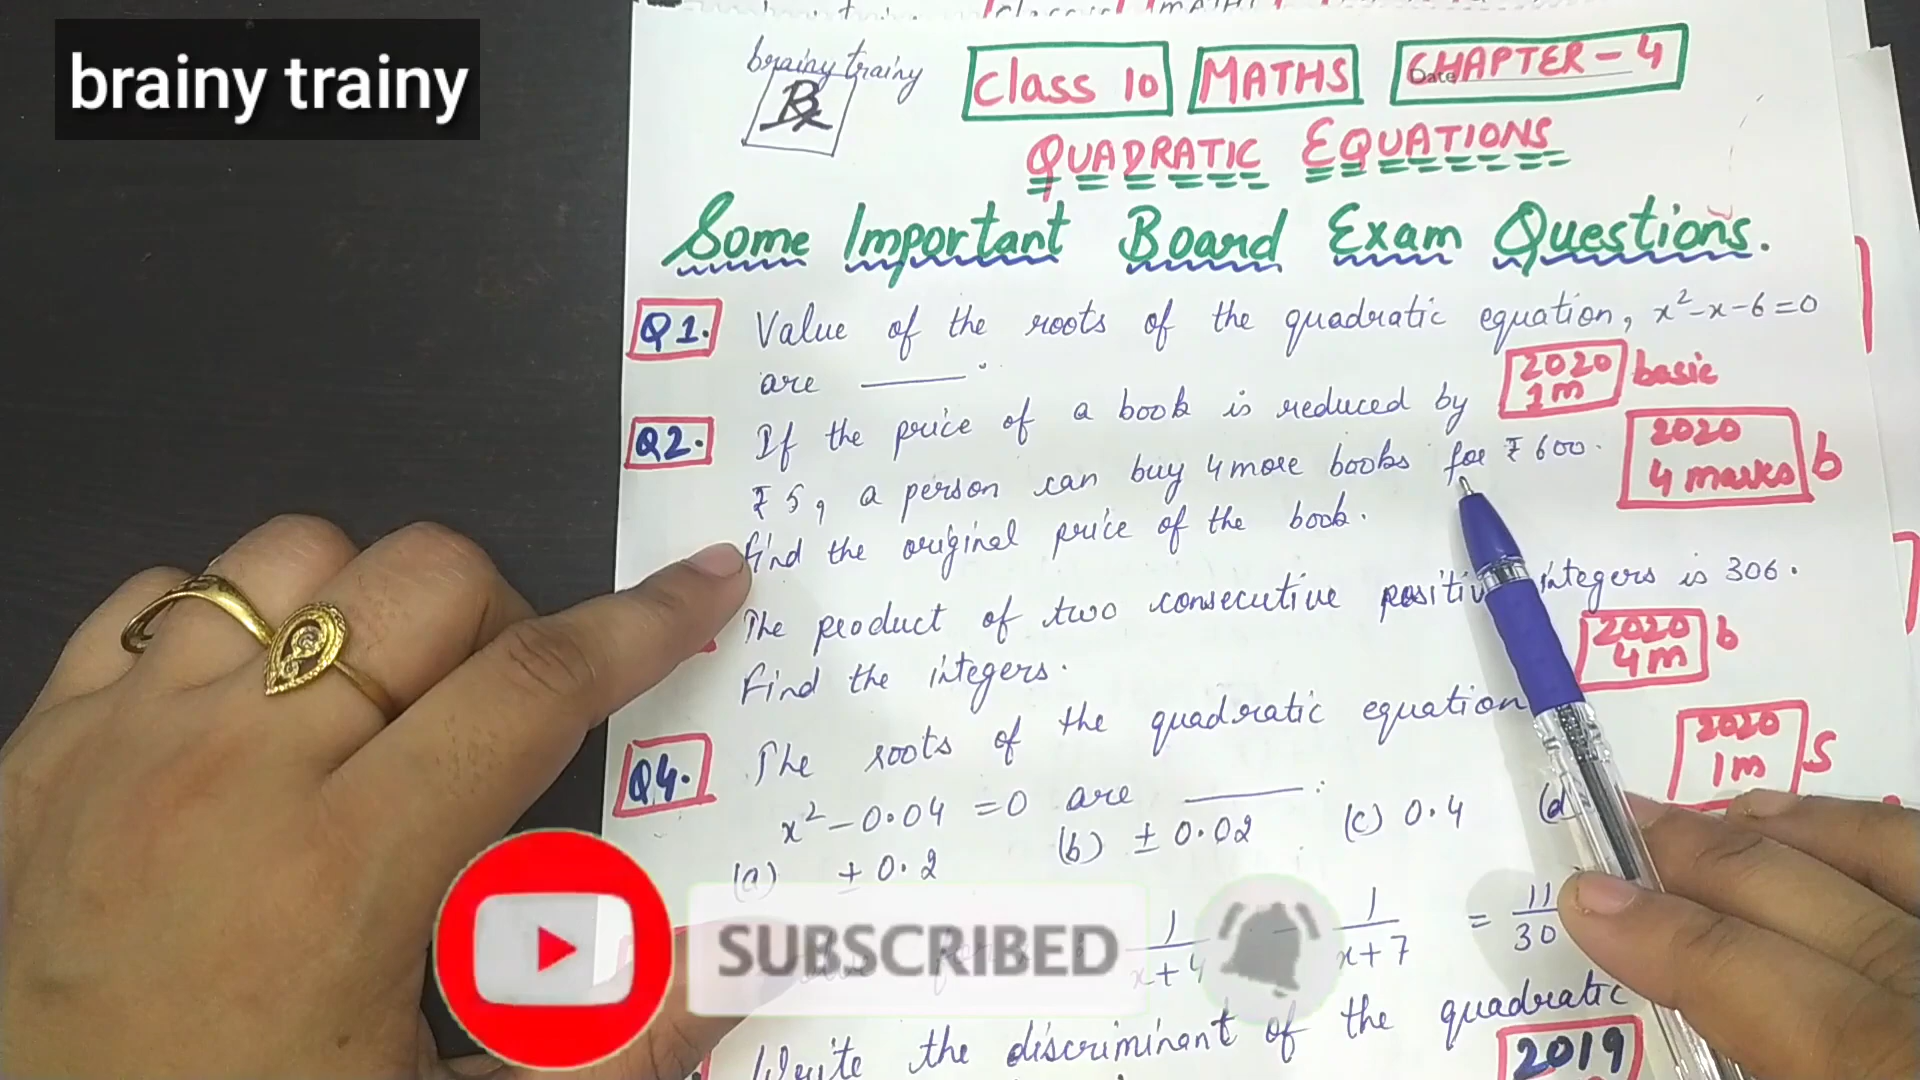 brainy trainy
brainy trainy
B
Class 10 MATHS CHAPTER-4
Date
QUADRATIC EQUATIONS
Some Important Board Exam Questions.
Q1. Value of the roots of the quadratic equation, x²-x-6=0
are ____.
2020 1m basic
Q2. If the price of a book is reduced by
₹ 5, a person can buy 4 more books for ₹ 600.
Find the original price of the book.
2020 4 marks b
The product of two consecutive integers is 306.
Find the integers.
2020 4m b
Q4. The roots of the quadratic equation
x²-0.04 =0 are ____.
2020 1m S
(a) ±0.2 (b) ±0.02 (c) 0.4 (d)
SUBSCRIBED
1/x+4 - 1/x+7 = 11/30
Write the discriminant of the quadratic
2019